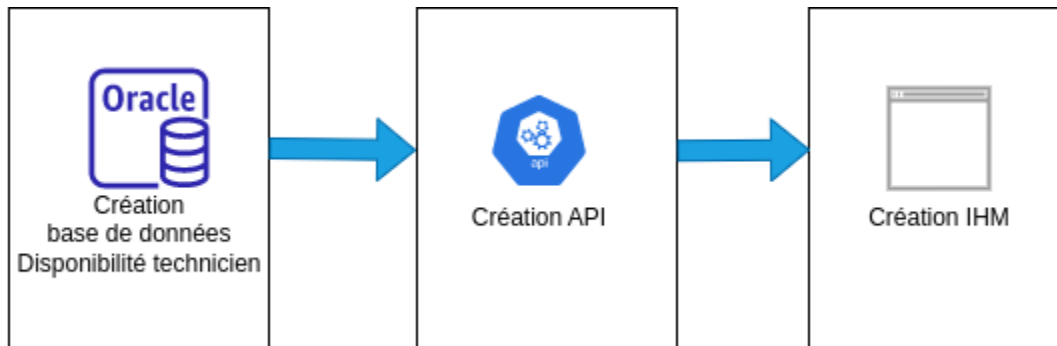 Oracle
Création
base de données
Disponibilité technicien
api
Création API
Création IHM